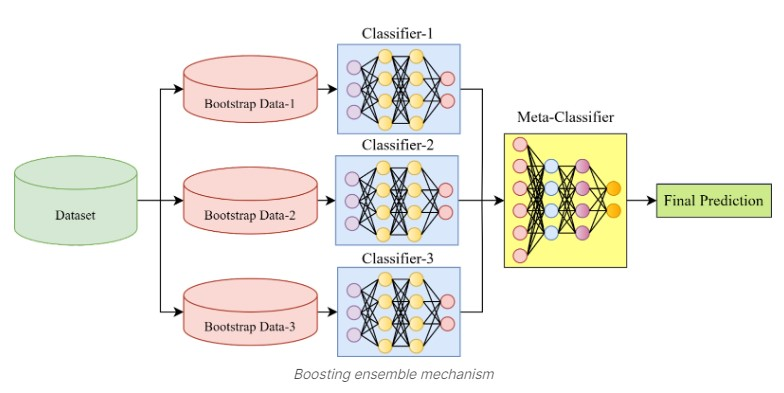 Classifier-1
Bootstrap Data-1
Classifier-2
Meta-Classifier
Dataset
Bootstrap Data-2
Final Prediction
Classifier-3
Bootstrap Data-3
Boosting ensemble mechanism